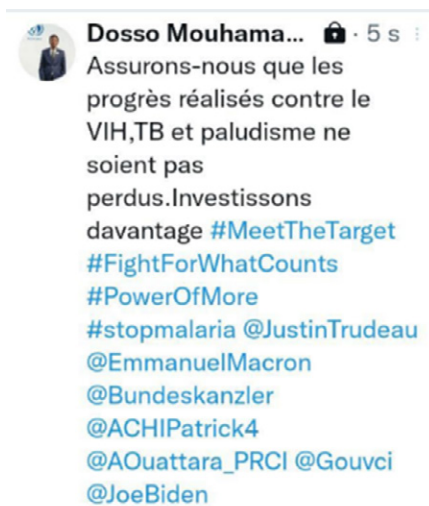 Dosso Mouhama... · 5 s
Assurons-nous que les
progrès réalisés contre le
VIH,TB et paludisme ne
soient pas
perdus.Investissons
davantage #MeetTheTarget
#FightForWhatCounts
#PowerOfMore
#stopmalaria @JustinTrudeau
@EmmanuelMacron
@Bundeskanzler
@ACHIPatrick4
@AOuattara_PRCI @Gouvci
@JoeBiden